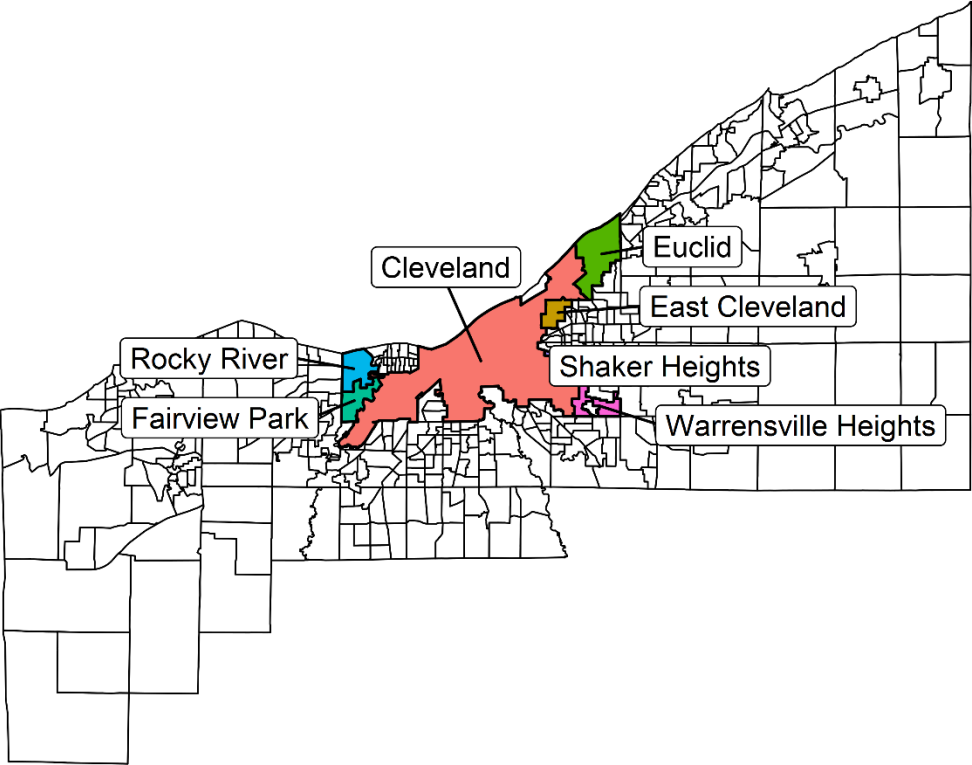 Euclid
Cleveland
East Cleveland
Rocky River
Shaker Heights
Fairview Park
Warrensville Heights